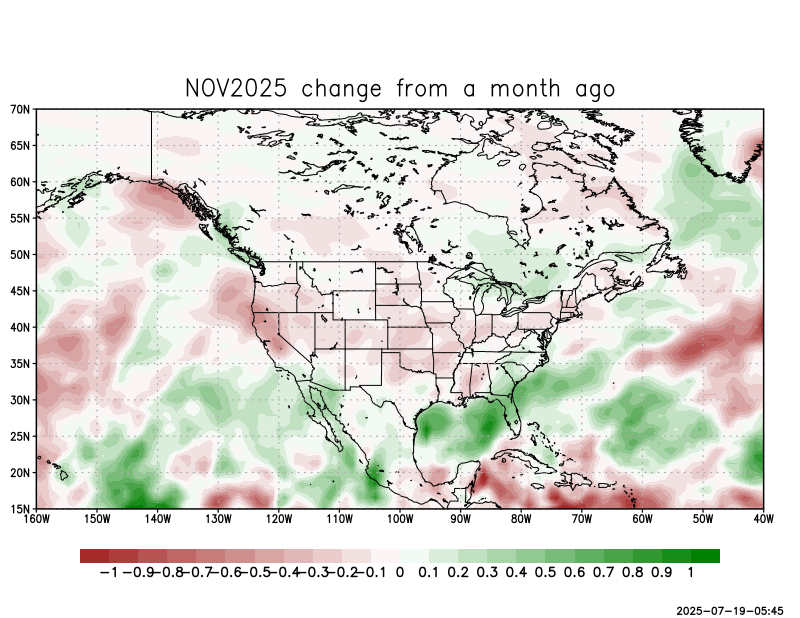 NOV2025 change from a month ago
70N
65N
60N
55N
50N
45N
40N
35N
30N
25N
20N
15N
160W 150W 140W 130W 120W 110W 100W 90W 80W 70W 60W 50W 40W
−1 −0.9 −0.8 −0.7 −0.6 −0.5 −0.4 −0.3 −0.2 −0.1 0 0.1 0.2 0.3 0.4 0.5 0.6 0.7 0.8 0.9 1
2025-07-19-05:45